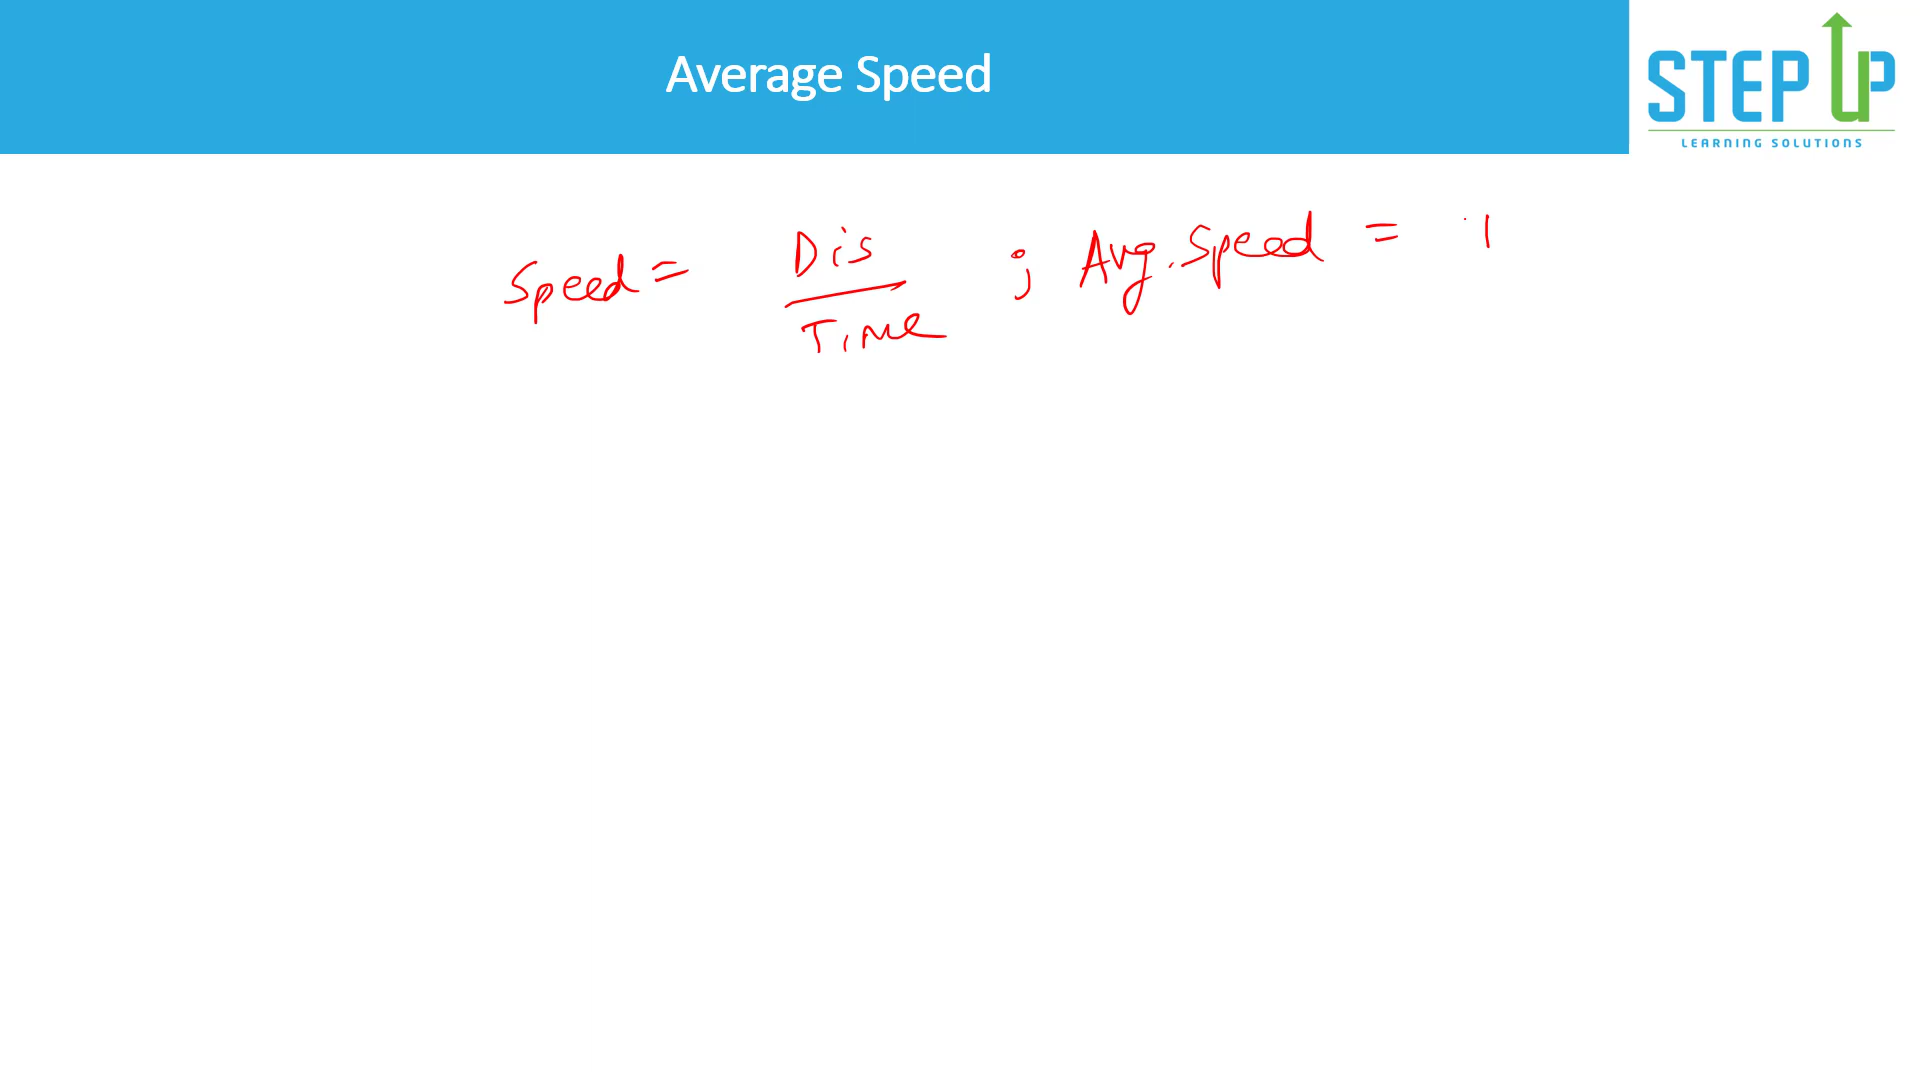 Average Speed
STEP UP
LEARNING SOLUTIONS
Speed = Dis / Time ; Avg. Speed =